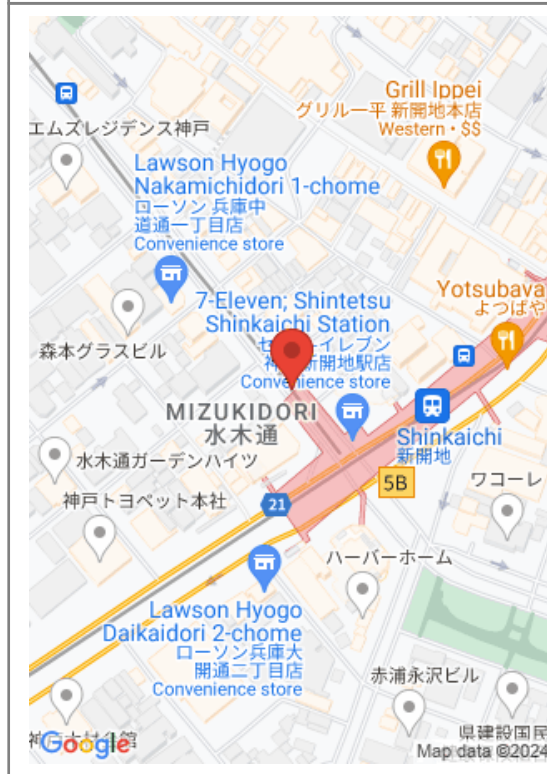 Grill Ippei
グリル一平 新開地本店
Western • $$
エムズレジデンス神戸
Lawson Hyogo
Nakamichidori 1-chome
ローソン 兵庫中
道通一丁目店
Convenience store
Yotsubaya
よつばや
7-Eleven; Shintetsu
Shinkaichi Station
新開地駅店
Convenience store
森本グラスビル
MIZUKIDORI
水木通
Shinkaichi
新開地
水木通ガーデンハイツ
5B
ワコーレ
神戸トヨペット本社
21
ハーバーホーム
Lawson Hyogo
Daikaidori 2-chome
ローソン兵庫大
開通二丁目店
Convenience store
赤浦永沢ビル
県建設国民
Google
Map data ©2024